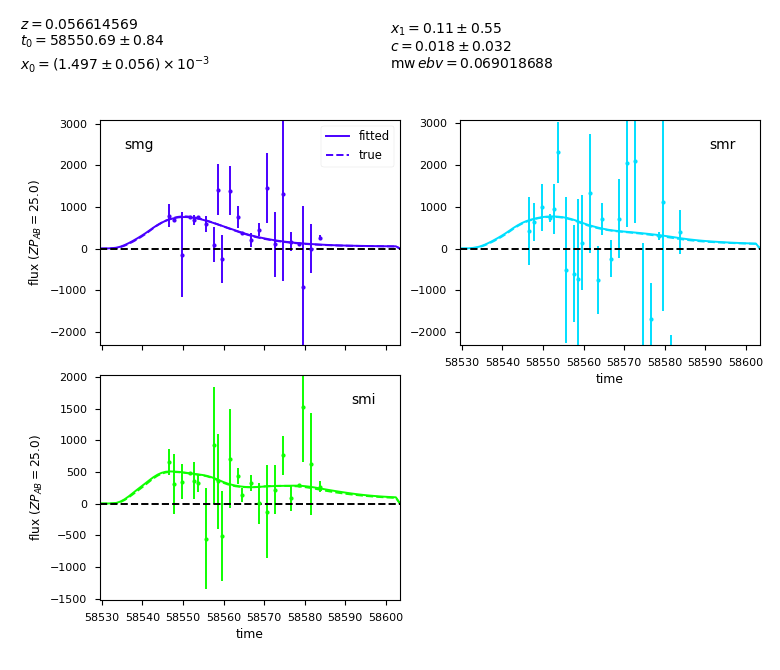 z = 0.056614569
t₀ = 58550.69 ± 0.84
x₀ = (1.497 ± 0.056) × 10⁻³
x₁ = 0.11 ± 0.55
c = 0.018 ± 0.032
mw ebv = 0.069018688
smg
fitted
true
3000
2000
1000
0
−1000
−2000
flux (ZP_AB = 25.0)
smr
3000
2000
1000
0
−1000
−2000
58530 58540 58550 58560 58570 58580 58590 58600
time
smi
2000
1500
1000
500
0
−500
−1000
−1500
flux (ZP_AB = 25.0)
58530 58540 58550 58560 58570 58580 58590 58600
time